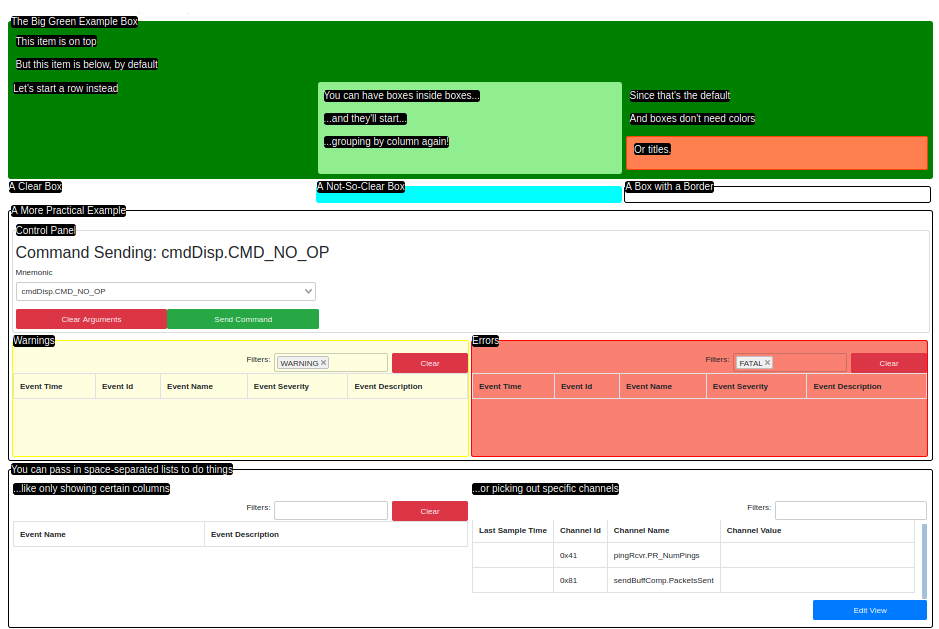 The Big Green Example Box
This item is on top
But this item is below, by default
Let's start a row instead
You can have boxes inside boxes...
...and they'll start...
...grouping by column again!
Since that's the default
And boxes don't need colors
Or titles.
A Clear Box
A Not-So-Clear Box
A Box with a Border
A More Practical Example
Control Panel
Command Sending: cmdDisp.CMD_NO_OP
Mnemonic
cmdDisp.CMD_NO_OP
Clear Arguments
Send Command
Warnings
Filters: WARNING × Clear
Event Time Event Id Event Name Event Severity Event Description
Errors
Filters: FATAL × Clear
Event Time Event Id Event Name Event Severity Event Description
You can pass in space-separated lists to do things
...like only showing certain columns
Filters: Clear
Event Name Event Description
...or picking out specific channels
Filters:
Last Sample Time Channel Id Channel Name Channel Value
0x41 pingRcvr.PR_NumPings
0x81 sendBuffComp.PacketsSent
Edit View